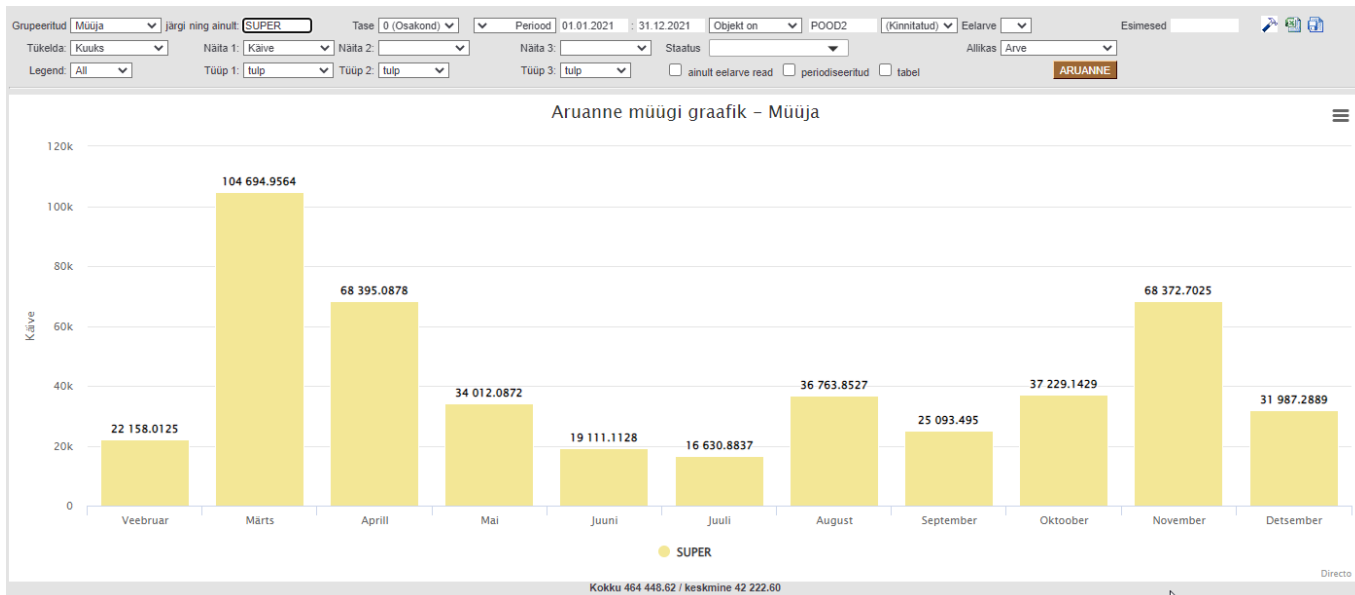 Grupeeritud Müüja järgi ning ainult: SUPER Tase 0 (Osakond) Periood 01.01.2021 : 31.12.2021 Objekt on POOD2 (Kinnitatud) Eelarve Esimesed
Tükelda: Kuuks Näita 1: Käive Näita 2: Näita 3: Staatus Allikas Arve
Legend: All Tüüp 1: tulp Tüüp 2: tulp Tüüp 3: tulp ainult eelarve read periodiseeritud tabel ARUANNE
Aruanne müügi graafik – Müüja
120k
100k
80k
60k
40k
20k
0
Käive
22 158.0125
104 694.9564
68 395.0878
34 012.0872
19 111.1128
16 630.8837
36 763.8527
25 093.495
37 229.1429
68 372.7025
31 987.2889
Veebruar Märts Aprill Mai Juuni Juuli August September Oktoober November Detsember
SUPER
Directo
Kokku 464 448.62 / keskmine 42 222.60